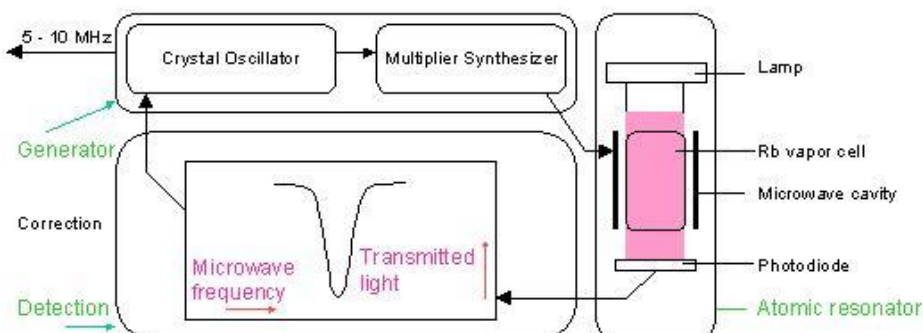 5 - 10 MHz
Crystal Oscillator
Multiplier Synthesizer
Lamp
Generator
Rb vapor cell
Microwave cavity
Correction
Microwave
frequency
Transmitted
light
Photodiode
Detection
Atomic resonator